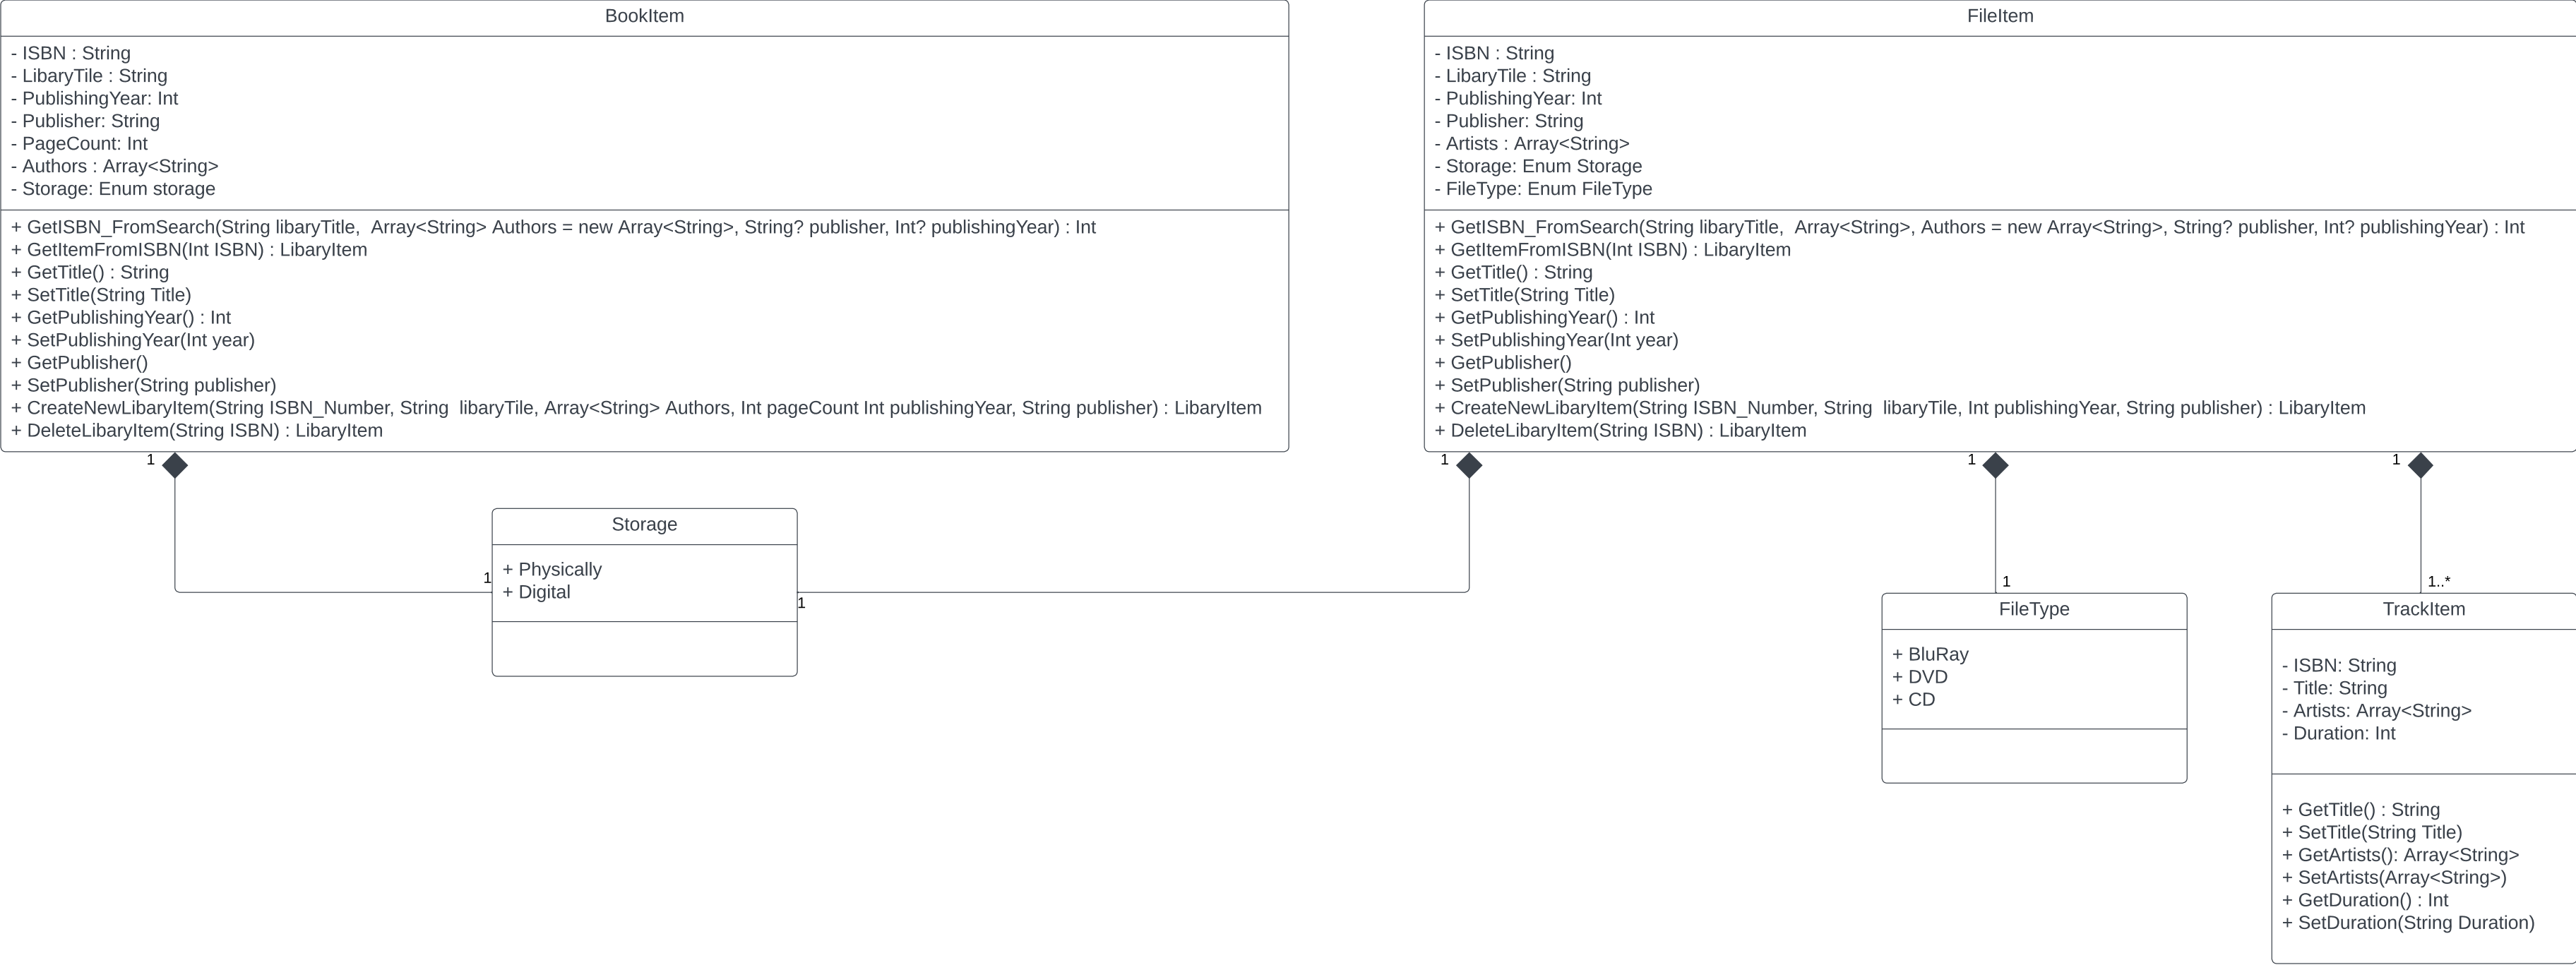 BookItem
- ISBN : String
- LibaryTile : String
- PublishingYear: Int
- Publisher: String
- PageCount: Int
- Authors : Array<String>
- Storage: Enum storage
+ GetISBN_FromSearch(String libaryTitle,  Array<String> Authors = new Array<String>, String? publisher, Int? publishingYear) : Int
+ GetItemFromISBN(Int ISBN) : LibaryItem
+ GetTitle() : String
+ SetTitle(String Title)
+ GetPublishingYear() : Int
+ SetPublishingYear(Int year)
+ GetPublisher()
+ SetPublisher(String publisher)
+ CreateNewLibaryItem(String ISBN_Number, String  libaryTile, Array<String> Authors, Int pageCount Int publishingYear, String publisher) : LibaryItem
+ DeleteLibaryItem(String ISBN) : LibaryItem
FileItem
- ISBN : String
- LibaryTile : String
- PublishingYear: Int
- Publisher: String
- Artists : Array<String>
- Storage: Enum Storage
- FileType: Enum FileType
+ GetISBN_FromSearch(String libaryTitle,  Array<String>, Authors = new Array<String>, String? publisher, Int? publishingYear) : Int
+ GetItemFromISBN(Int ISBN) : LibaryItem
+ GetTitle() : String
+ SetTitle(String Title)
+ GetPublishingYear() : Int
+ SetPublishingYear(Int year)
+ GetPublisher()
+ SetPublisher(String publisher)
+ CreateNewLibaryItem(String ISBN_Number, String  libaryTile, Int publishingYear, String publisher) : LibaryItem
+ DeleteLibaryItem(String ISBN) : LibaryItem
1
1
1
1
Storage
+ Physically
+ Digital
1
1
1
FileType
+ BluRay
+ DVD
+ CD
1..*
TrackItem
- ISBN: String
- Title: String
- Artists: Array<String>
- Duration: Int
+ GetTitle() : String
+ SetTitle(String Title)
+ GetArtists(): Array<String>
+ SetArtists(Array<String>)
+ GetDuration() : Int
+ SetDuration(String Duration)